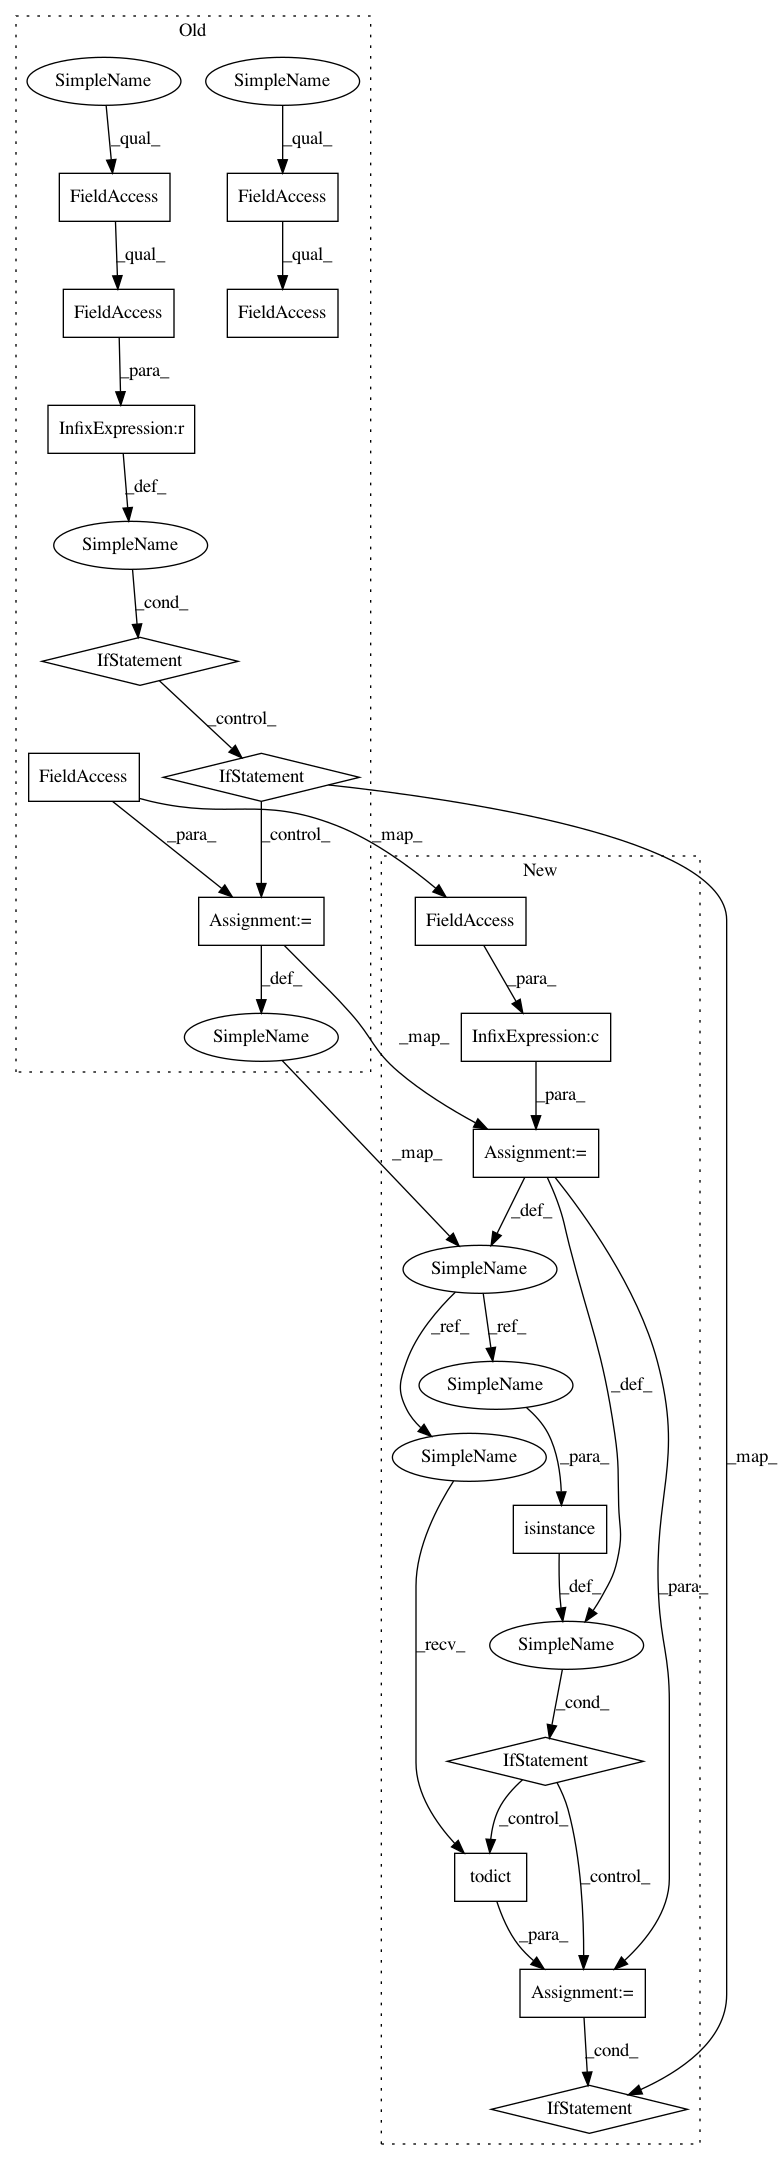 Old
SimpleName
SimpleName
_qual_
_qual_
FieldAccess
FieldAccess
_qual_
_qual_
FieldAccess
FieldAccess
_para_
InfixExpression:r
_def_
SimpleName
_cond_
IfStatement
_control_
FieldAccess
IfStatement
_para_
_control_
_map_
New
Assignment:=
FieldAccess
_def_
_para_
SimpleName
_map_
InfixExpression:c
_para_
_map_
Assignment:=
_def_
SimpleName
_ref_
_ref_
_def_
SimpleName
SimpleName
_para_
_map_
isinstance
_def_
_para_
SimpleName
_recv_
_cond_
IfStatement
_control_
_control_
todict
_para_
Assignment:=
_cond_
IfStatement